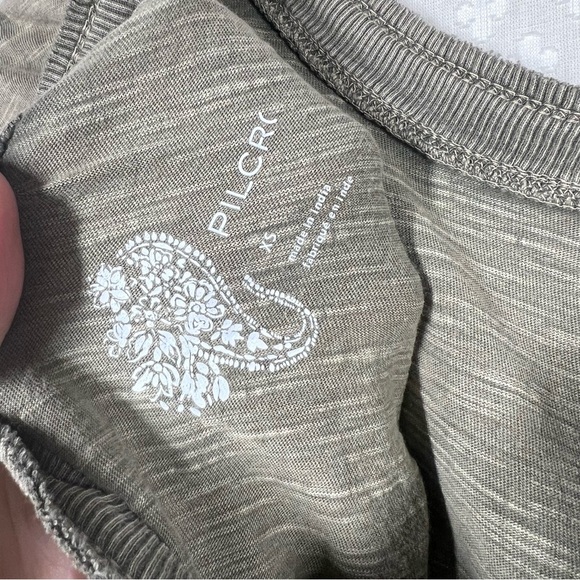 PILCRO
XS
made in India
fabriqué en Inde